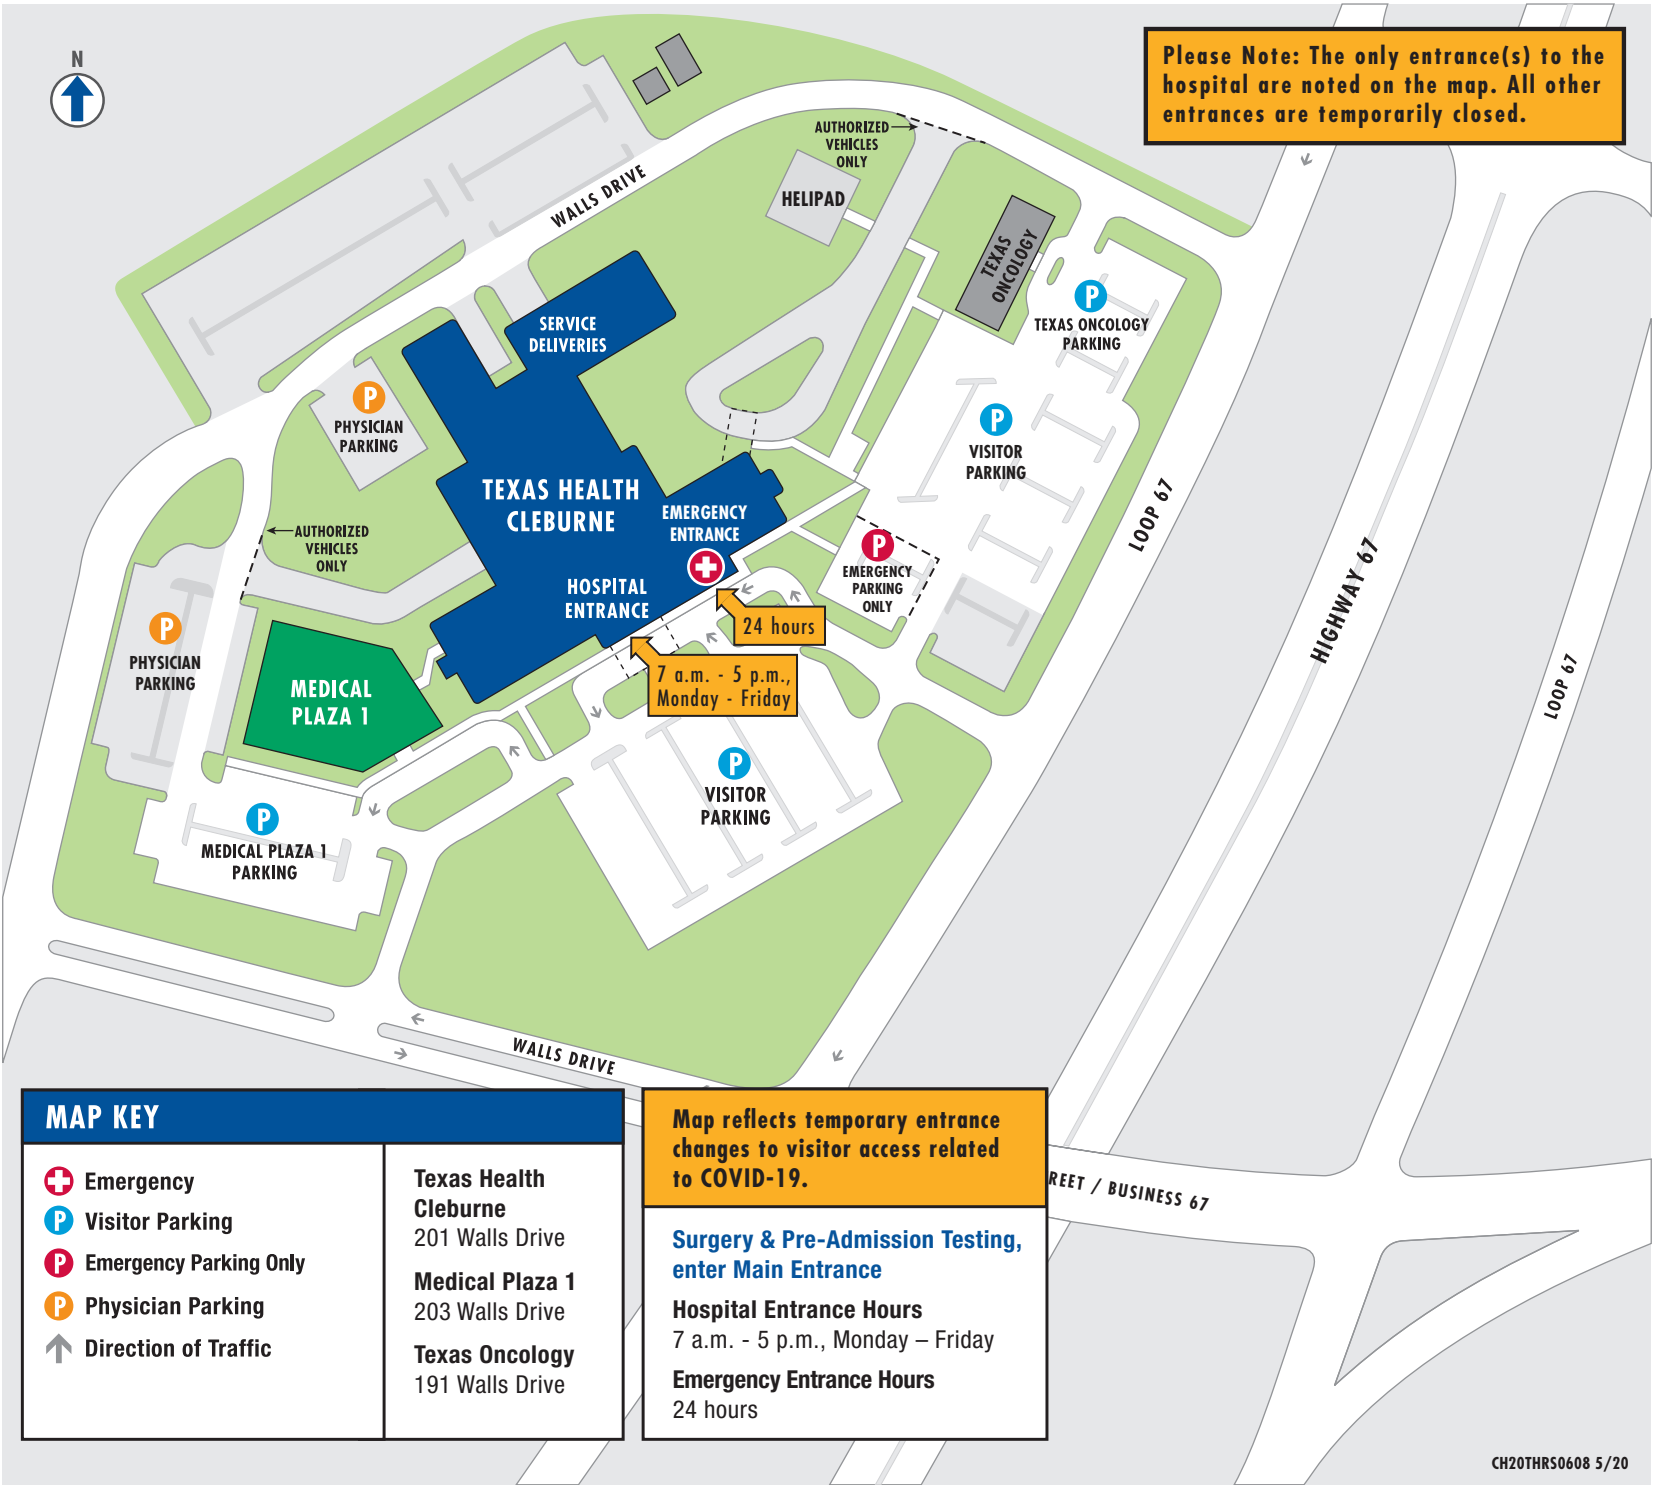 N
Please Note: The only entrance(s) to the
hospital are noted on the map. All other
entrances are temporarily closed.
AUTHORIZED
VEHICLES
ONLY
HELIPAD
WALLS DRIVE
TEXAS
ONCOLOGY
P
TEXAS ONCOLOGY
PARKING
SERVICE
DELIVERIES
P
PHYSICIAN
PARKING
P
VISITOR
PARKING
TEXAS HEALTH
CLEBURNE
EMERGENCY
ENTRANCE
AUTHORIZED
VEHICLES
ONLY
P
EMERGENCY
PARKING
ONLY
LOOP 67
HIGHWAY 67
LOOP 67
HOSPITAL
ENTRANCE
24 hours
7 a.m. - 5 p.m.,
Monday - Friday
P
PHYSICIAN
PARKING
MEDICAL
PLAZA 1
P
VISITOR
PARKING
P
MEDICAL PLAZA 1
PARKING
WALLS DRIVE
REET / BUSINESS 67
MAP KEY
Emergency
P Visitor Parking
P Emergency Parking Only
P Physician Parking
Direction of Traffic
Texas Health
Cleburne
201 Walls Drive
Medical Plaza 1
203 Walls Drive
Texas Oncology
191 Walls Drive
Map reflects temporary entrance
changes to visitor access related
to COVID-19.
Surgery & Pre-Admission Testing,
enter Main Entrance
Hospital Entrance Hours
7 a.m. - 5 p.m., Monday – Friday
Emergency Entrance Hours
24 hours
CH20THRS0608 5/20